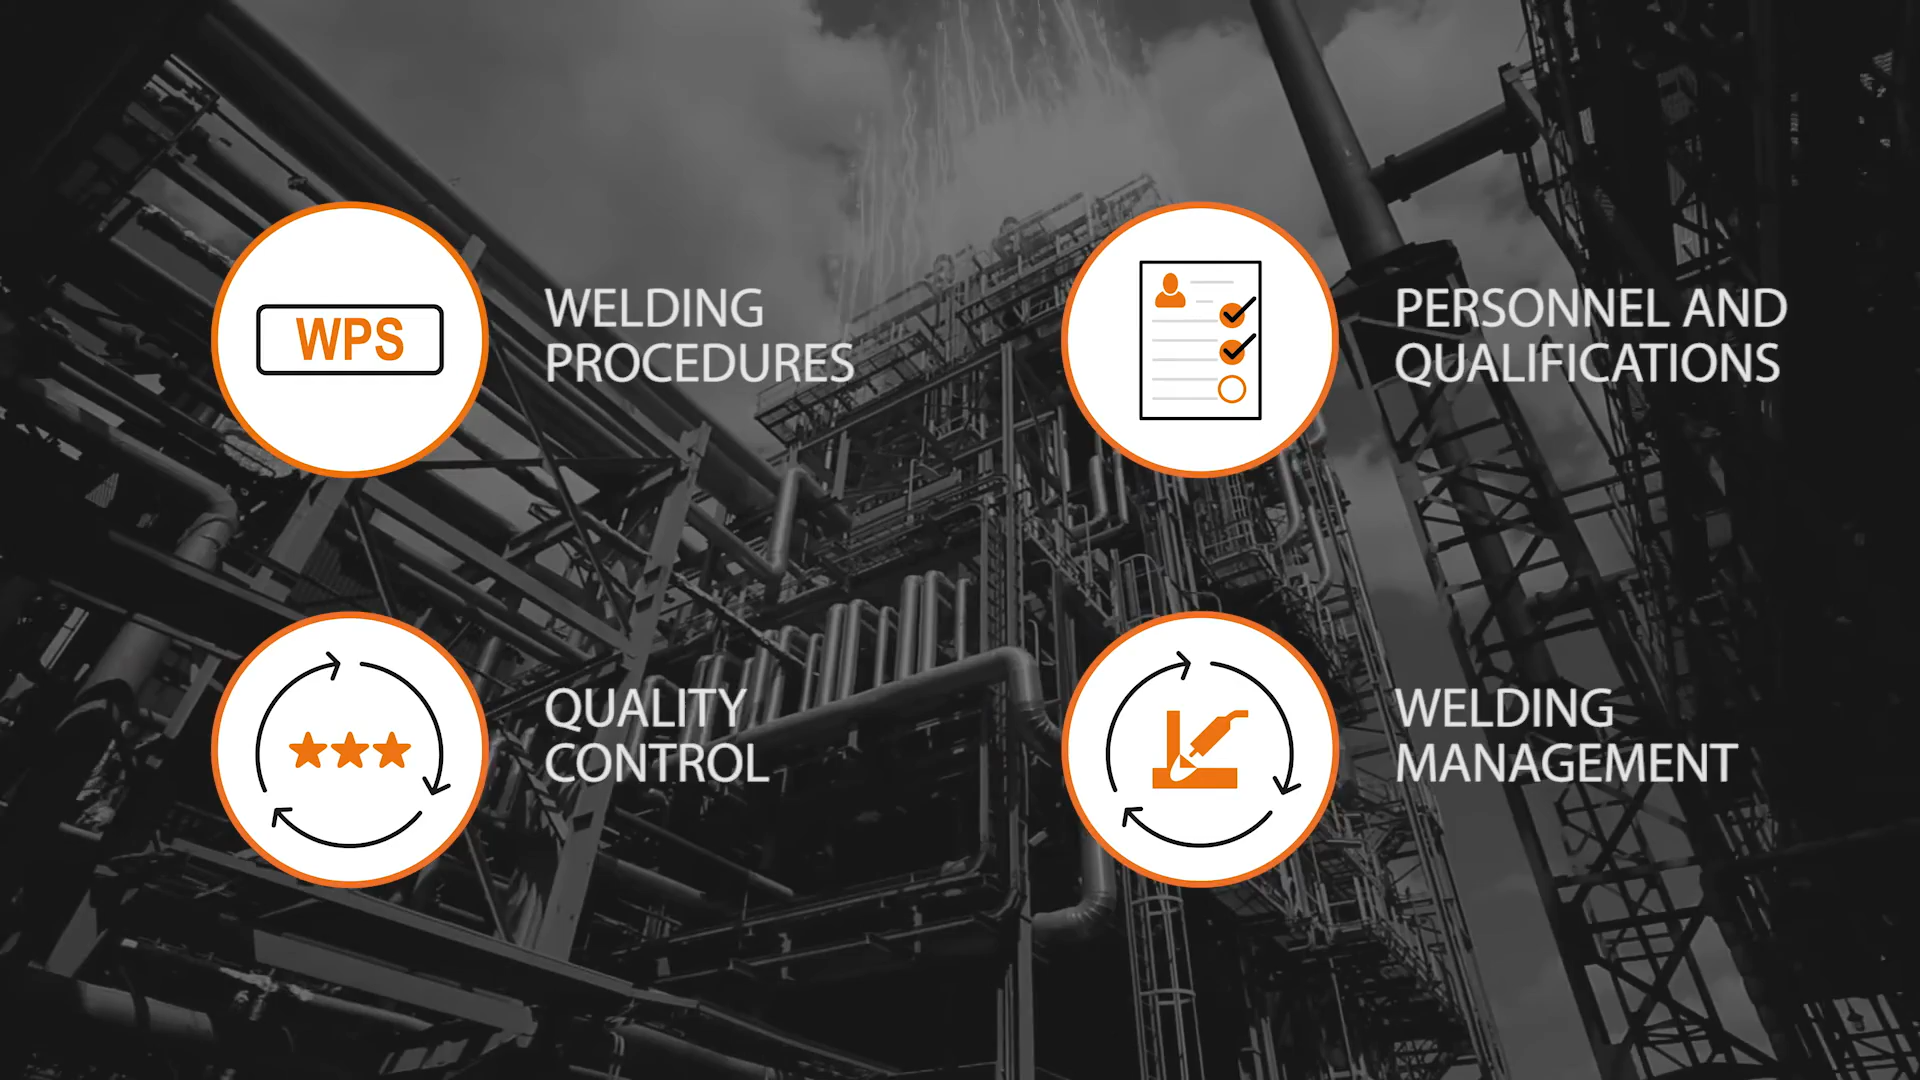 WPS
WELDING
PROCEDURES
PERSONNEL AND
QUALIFICATIONS
QUALITY
CONTROL
WELDING
MANAGEMENT